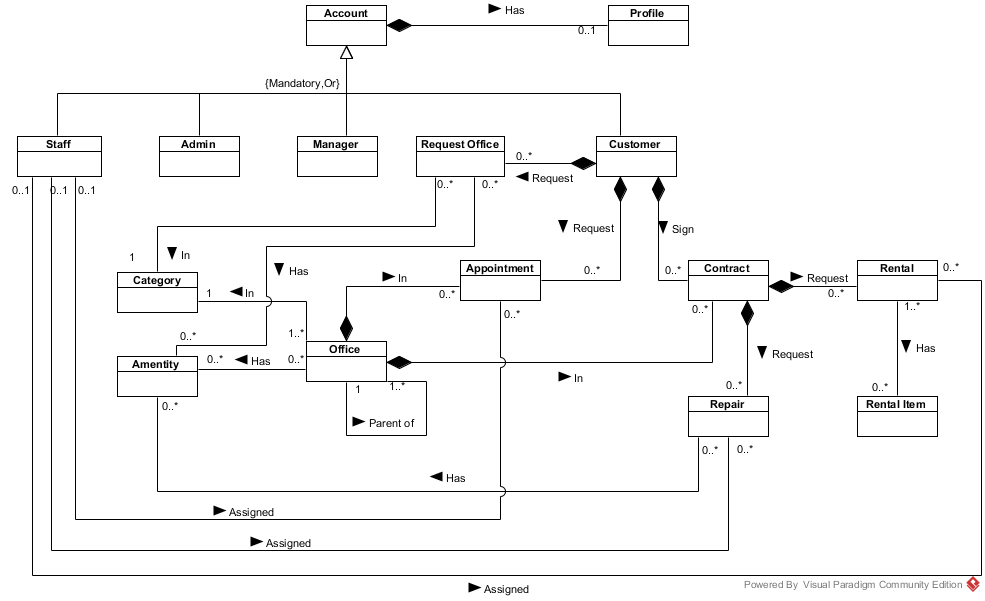 Account
Has
Profile
0..1
{Mandatory,Or}
Staff
Admin
Manager
Request Office
0..*
Customer
Request
0..1
0..1
0..1
0..*
0..*
Request
Sign
1
In
Has
Category
In
0..*
Appointment
0..*
0..*
Contract
Request
0..*
Rental
0..*
1
In
0..*
0..*
1..*
0..*
1..*
Office
Amentity
0..*
Has
0..*
Request
Has
1
1..*
In
0..*
0..*
0..*
Parent of
Repair
Rental Item
0..*
0..*
Has
Assigned
Assigned
Assigned
Powered By Visual Paradigm Community Edition